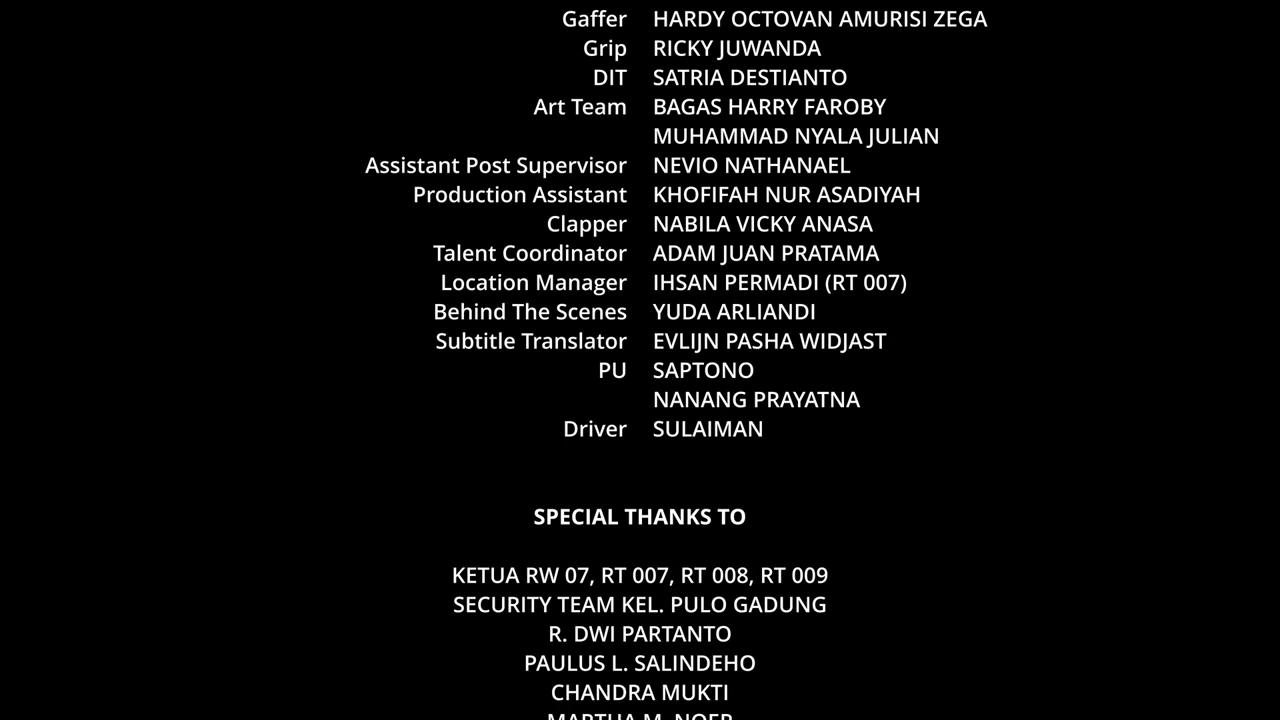 Gaffer HARDY OCTOVAN AMURISI ZEGA
Grip RICKY JUWANDA
DIT SATRIA DESTIANTO
Art Team BAGAS HARRY FAROBY
MUHAMMAD NYALA JULIAN
Assistant Post Supervisor NEVIO NATHANAEL
Production Assistant KHOFIFAH NUR ASADIYAH
Clapper NABILA VICKY ANASA
Talent Coordinator ADAM JUAN PRATAMA
Location Manager IHSAN PERMADI (RT 007)
Behind The Scenes YUDA ARLIANDI
Subtitle Translator EVLIJN PASHA WIDJAST
PU SAPTONO
NANANG PRAYATNA
Driver SULAIMAN
SPECIAL THANKS TO
KETUA RW 07, RT 007, RT 008, RT 009
SECURITY TEAM KEL. PULO GADUNG
R. DWI PARTANTO
PAULUS L. SALINDEHO
CHANDRA MUKTI
MARTHA M. NOER